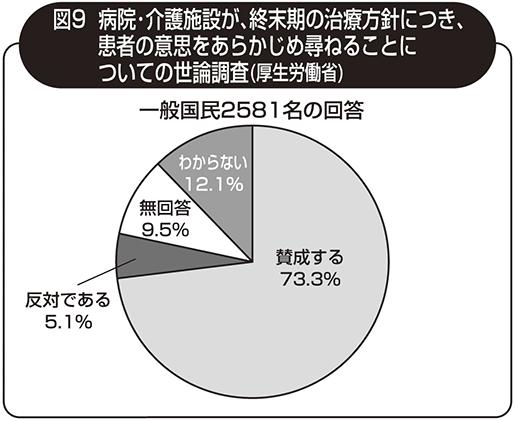 図9 病院・介護施設が、終末期の治療方針につき、
患者の意思をあらかじめ尋ねることに
ついての世論調査(厚生労働省)
一般国民2581名の回答
わからない
12.1%
無回答
9.5%
賛成する
73.3%
反対である
5.1%